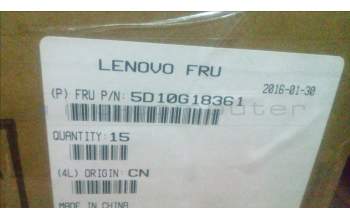 LENOVO FRU
2016-01-30
(P) FRU P/N: 5D10G18361
QUANTITY: 15
(4L) ORIGIN: CN
MADE IN CHINA